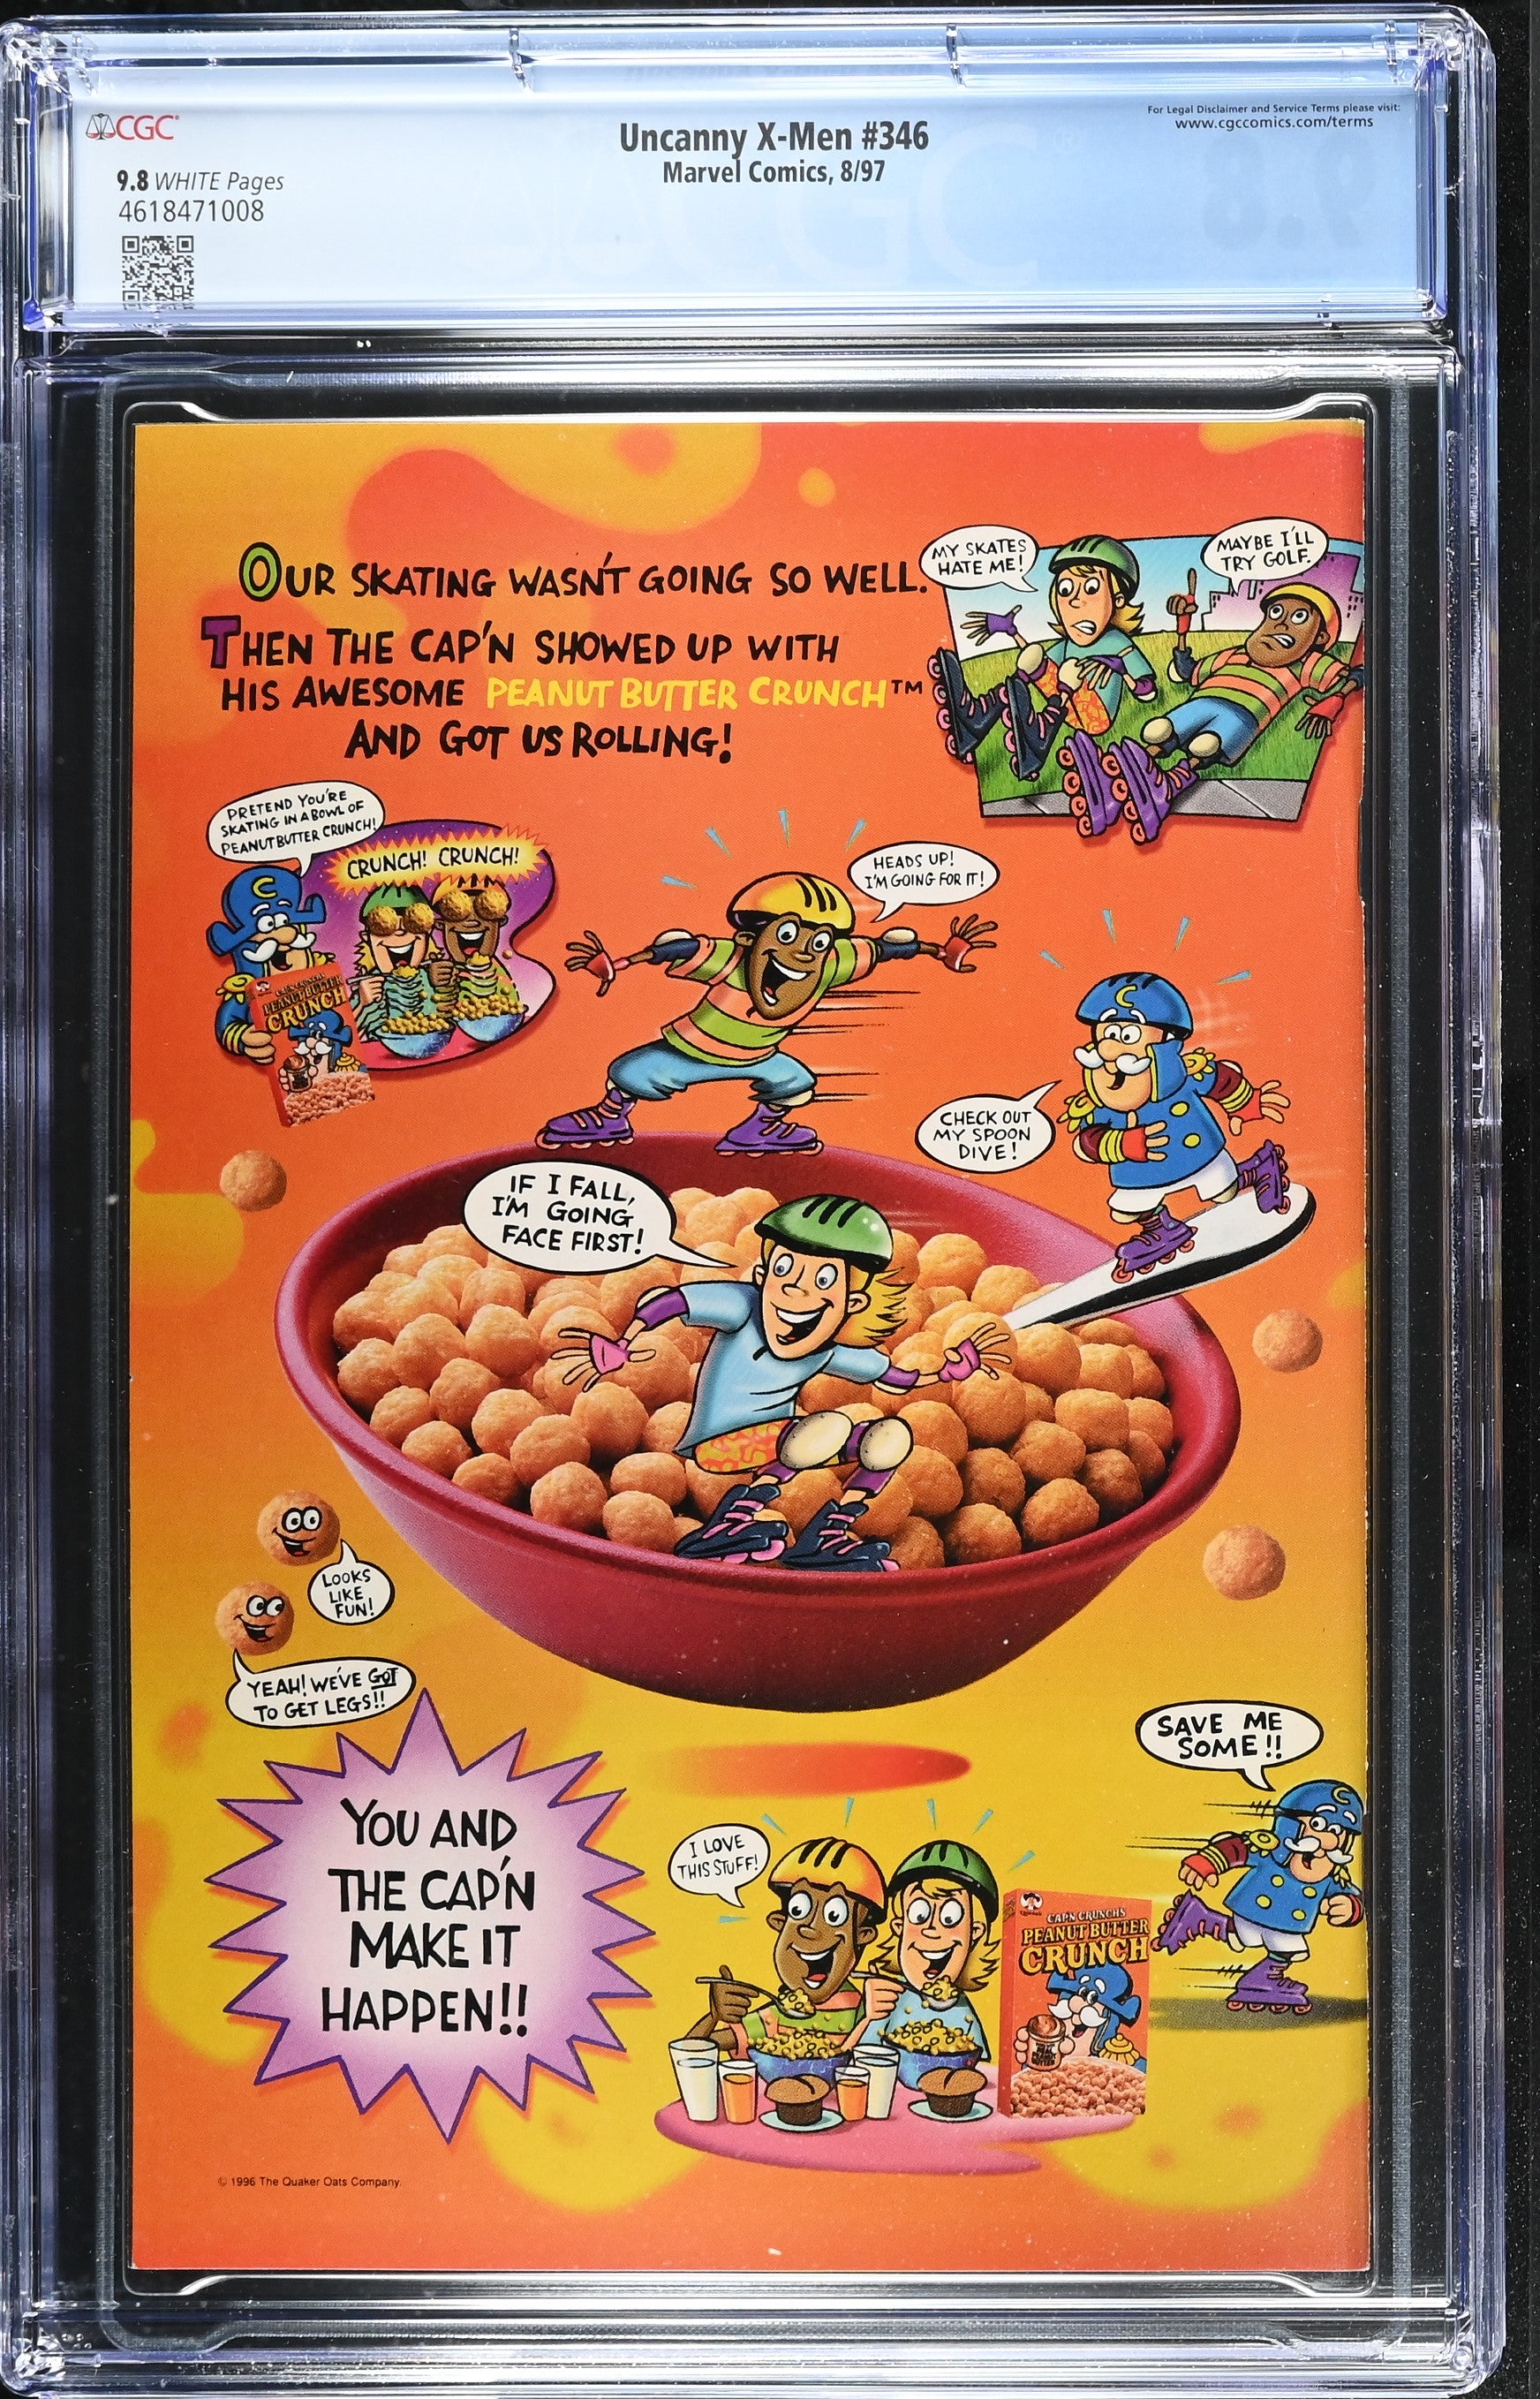 CGC
9.8 WHITE Pages
4618471008
Uncanny X-Men #346
Marvel Comics, 8/97
For Legal Disclaimer and Service Terms please visit:
www.cgccomics.com/terms
OUR SKATING WASN'T GOING SO WELL.
THEN THE CAP'N SHOWED UP WITH
HIS AWESOME PEANUT BUTTER CRUNCH™
AND GOT US ROLLING!
MY SKATES
HATE ME!
MAYBE I'LL
TRY GOLF.
PRETEND YOU'RE
SKATING IN A BOWL OF
PEANUT BUTTER CRUNCH!
CRUNCH! CRUNCH!
C
CAP'N CRUNCH'S
PEANUT BUTTER
CRUNCH
HEADS UP!
I'M GOING FOR IT!
C
CHECK OUT
MY SPOON
DIVE!
IF I FALL,
I'M GOING
FACE FIRST!
LOOKS
LIKE
FUN!
YEAH! WE'VE GOT
TO GET LEGS!!
YOU AND
THE CAP'N
MAKE IT
HAPPEN!!
SAVE ME
SOME!!
C
I LOVE
THIS STUFF!
CAP'N CRUNCH'S
PEANUT BUTTER
CRUNCH
© 1996 The Quaker Oats Company.